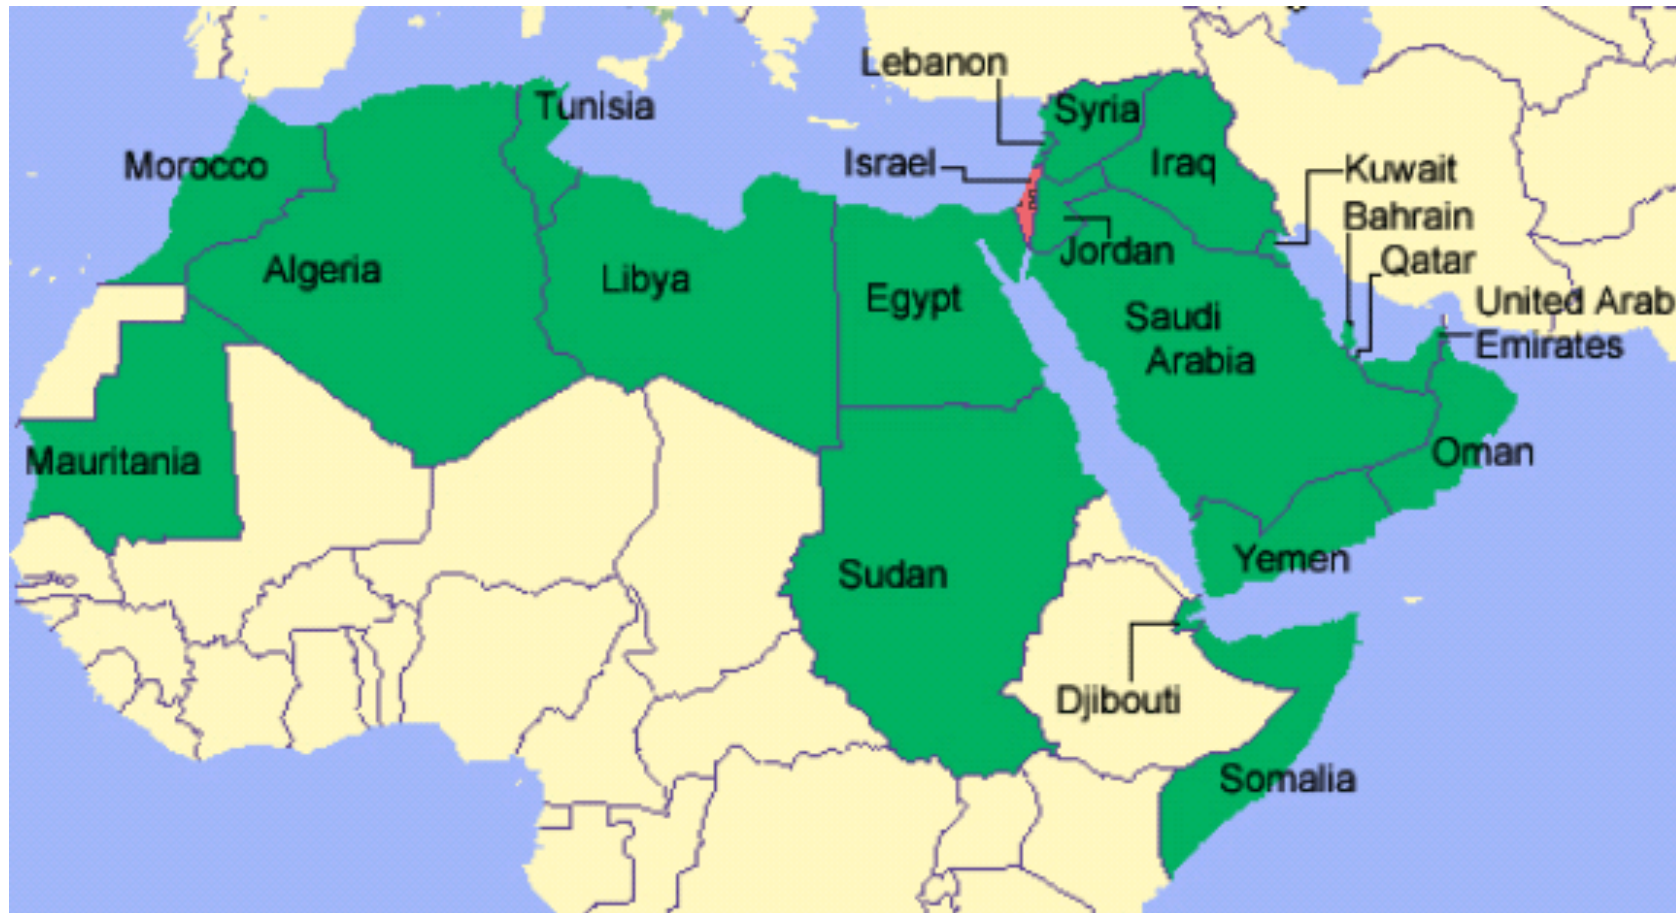 Lebanon
Tunisia
Syria
Morocco
Israel
Iraq
Kuwait
Bahrain
Jordan
Qatar
Algeria
Libya
Egypt
Saudi
Arabia
United Arab
Emirates
Mauritania
Oman
Sudan
Yemen
Djibouti
Somalia